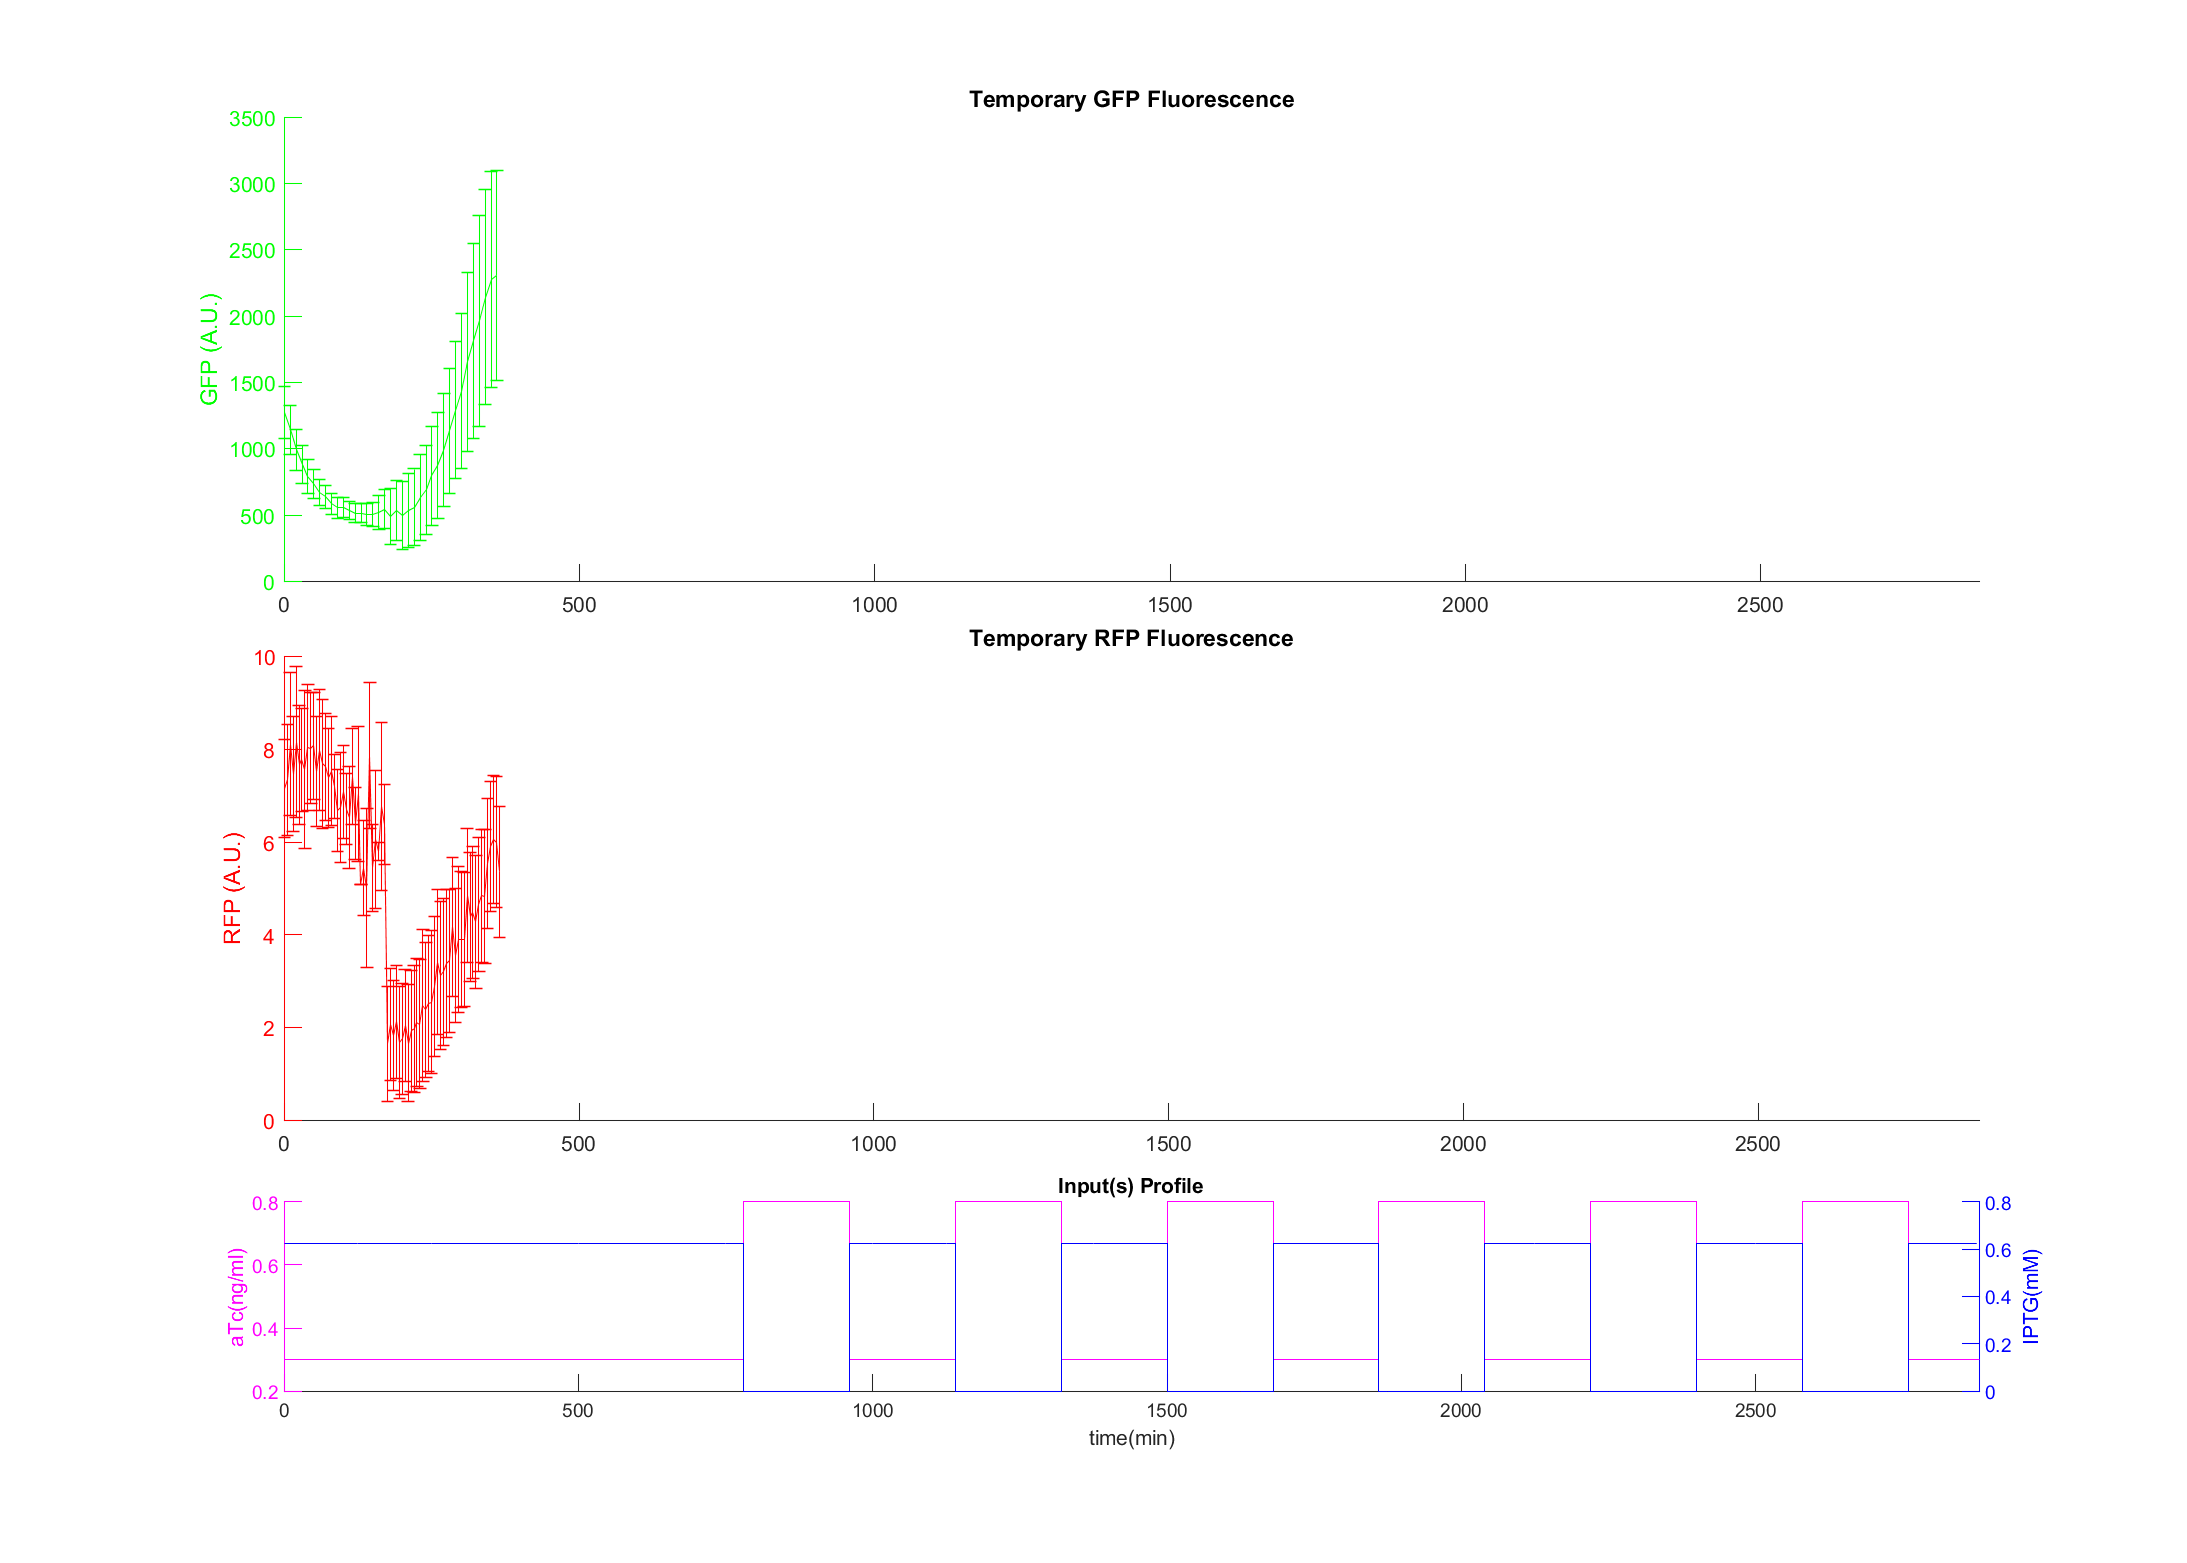 Temporary GFP Fluorescence
GFP (A.U.)
3500
3000
2500
2000
1500
1000
500
0
0 500 1000 1500 2000 2500
Temporary RFP Fluorescence
RFP (A.U.)
10
8
6
4
2
0
0 500 1000 1500 2000 2500
Input(s) Profile
aTc(ng/ml)
0.8
0.6
0.4
0.2
IPTG(mM)
0.8
0.6
0.4
0.2
0
0 500 1000 1500 2000 2500
time(min)